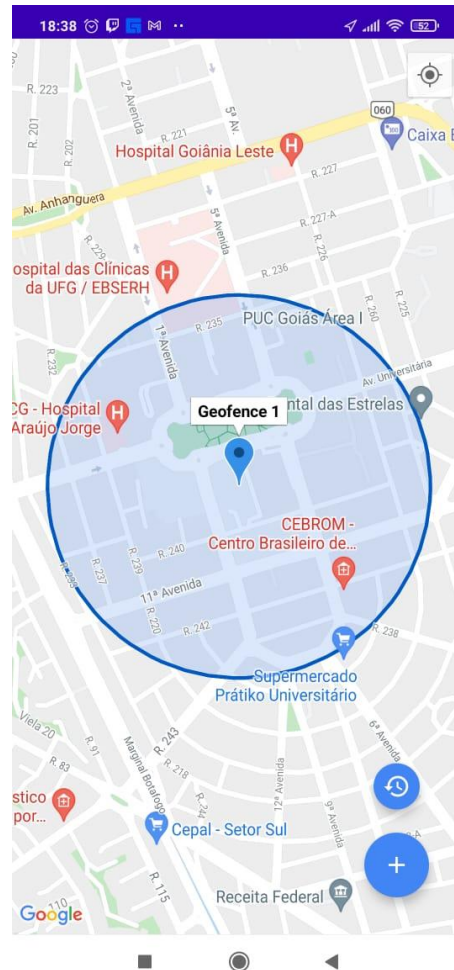 18:38
52
R. 223
R. 201
R. 202
2ª Avenida
R. 221
5ª Av.
060
Caixa E
Hospital Goiânia Leste
R. 227
Av. Anhanguera
R. 229
5ª Avenida
R. 227-A
R. 226
R. 236
ospital das Clínicas
da UFG / EBSERH
R. 260
R. 225
R. 235
PUC Goiás Área I
1ª Avenida
R. 232
Av. Universitária
Geofence 1
ntal das Estrelas
CG - Hospital
Araújo Jorge
CEBROM -
Centro Brasileiro de...
R. 240
R. 239
R. 237
11ª Avenida
R. 220
R. 242
R. 238
Supermercado
Prátiko Universitário
Viela 20
R. 243
R. 91
R. 83
Marginal Botafogo
R. 218
6ª Avenida
12ª Avenida
9ª Avenida
stico
por...
R. 244
Cepal - Setor Sul
+
R. 115
Receita Federal
Google